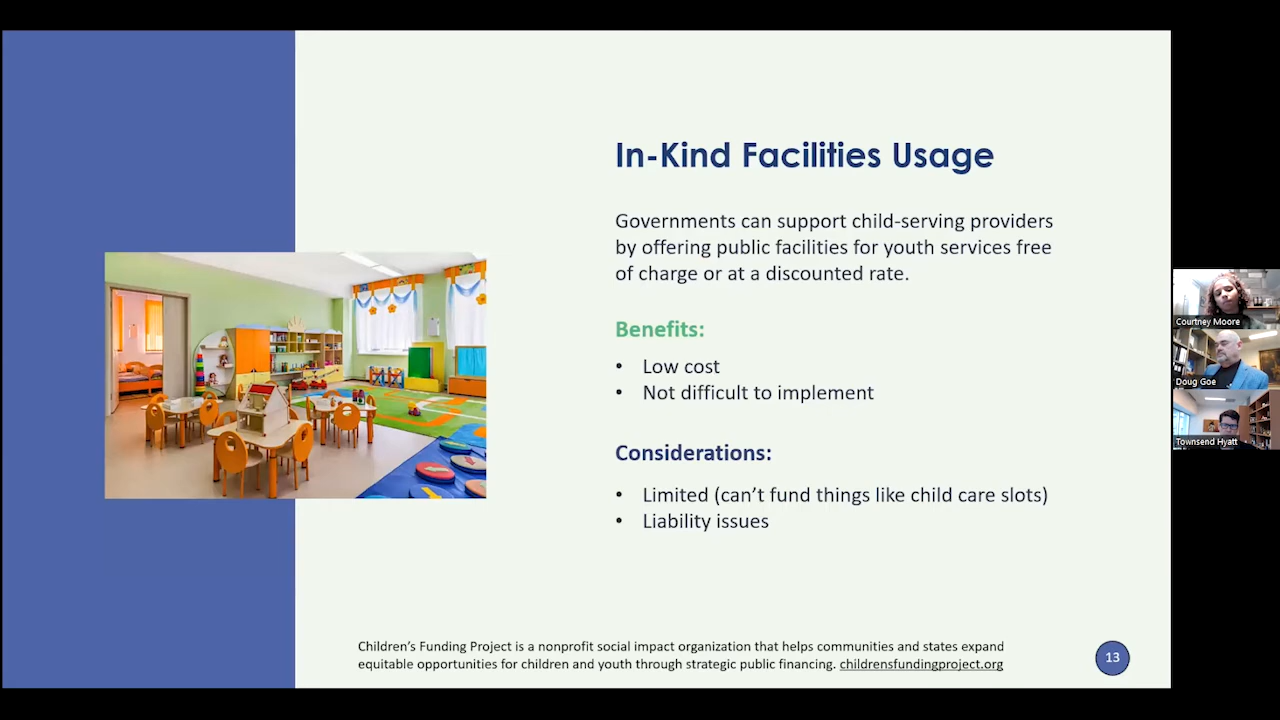 In-Kind Facilities Usage
Governments can support child-serving providers
by offering public facilities for youth services free
of charge or at a discounted rate.
Benefits:
• Low cost
• Not difficult to implement
Considerations:
• Limited (can’t fund things like child care slots)
• Liability issues
Children’s Funding Project is a nonprofit social impact organization that helps communities and states expand
equitable opportunities for children and youth through strategic public financing. childrensfundingproject.org
13
Courtney Moore
Doug Goe
Townsend Hyatt